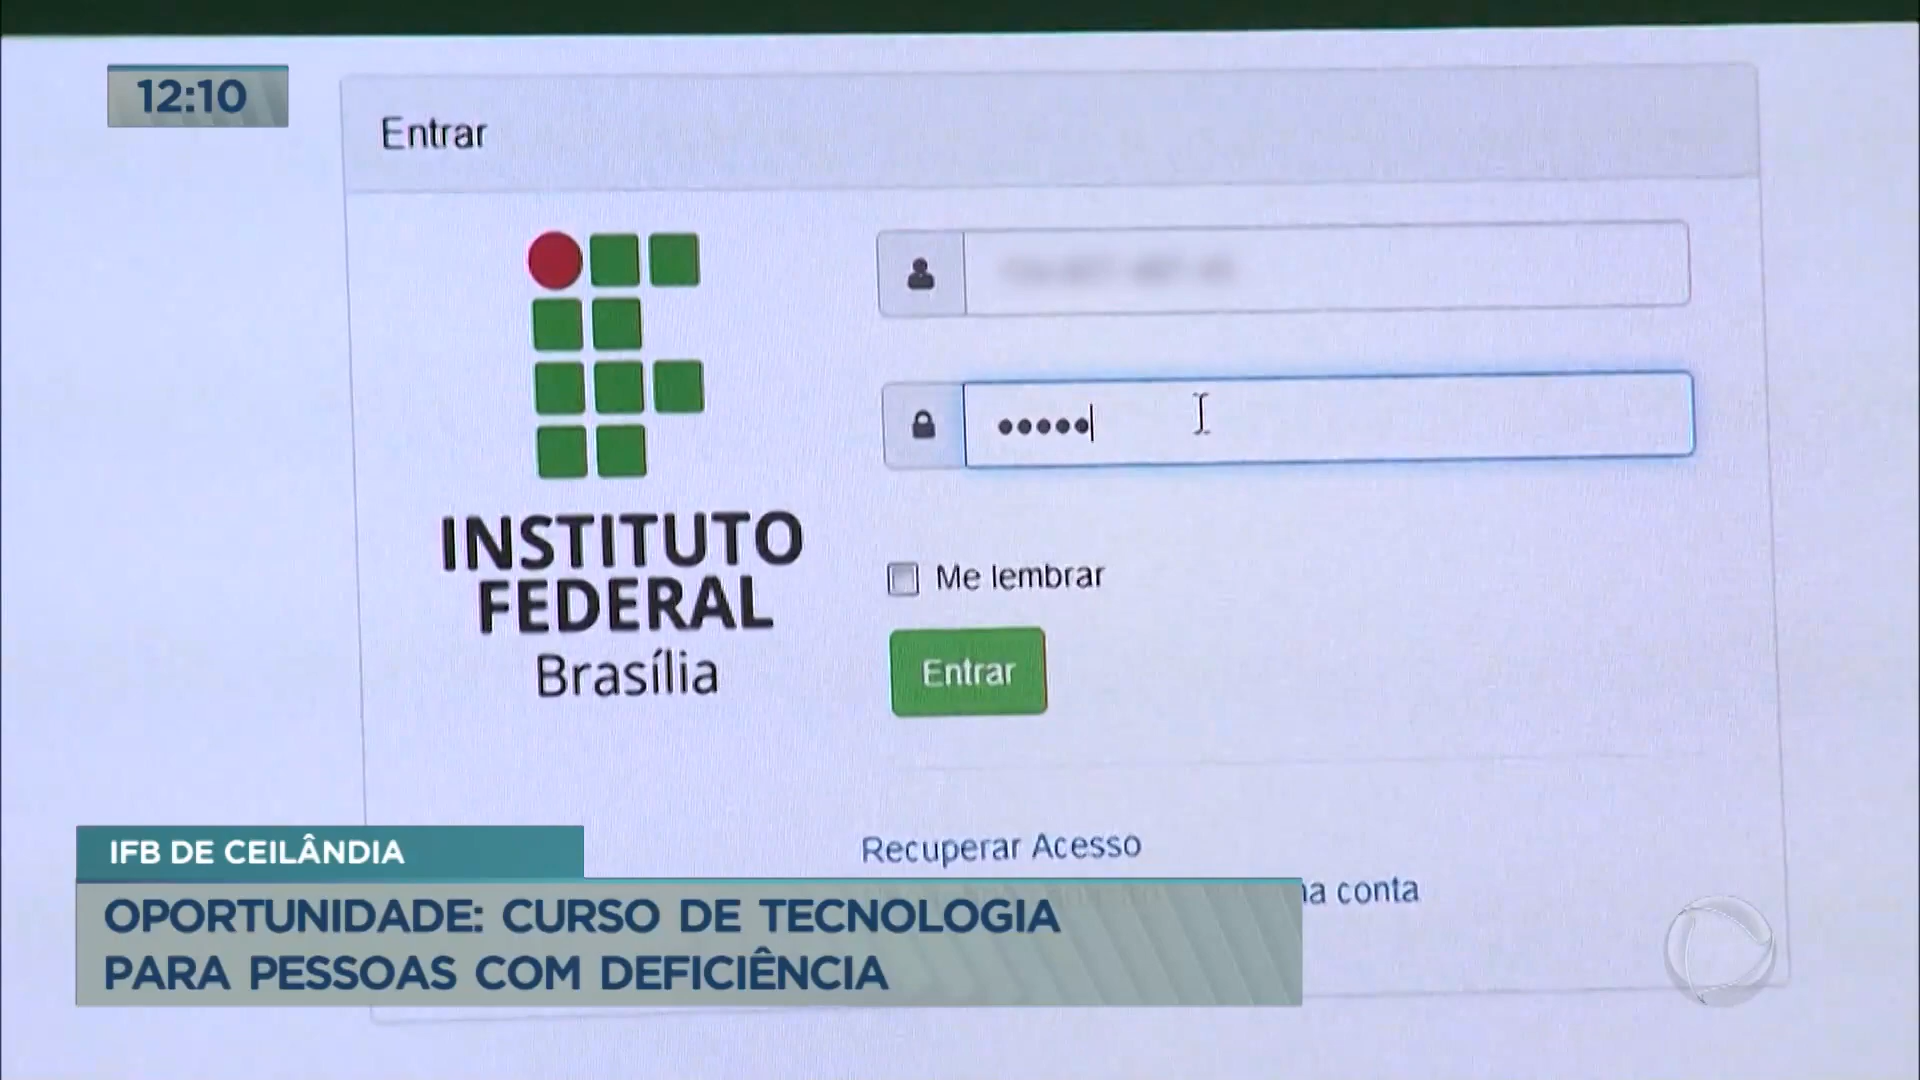 12:10
Entrar
•••••
INSTITUTO
FEDERAL
Brasília
Me lembrar
Entrar
Recuperar Acesso
conta
IFB DE CEILÂNDIA
OPORTUNIDADE: CURSO DE TECNOLOGIA
PARA PESSOAS COM DEFICIÊNCIA